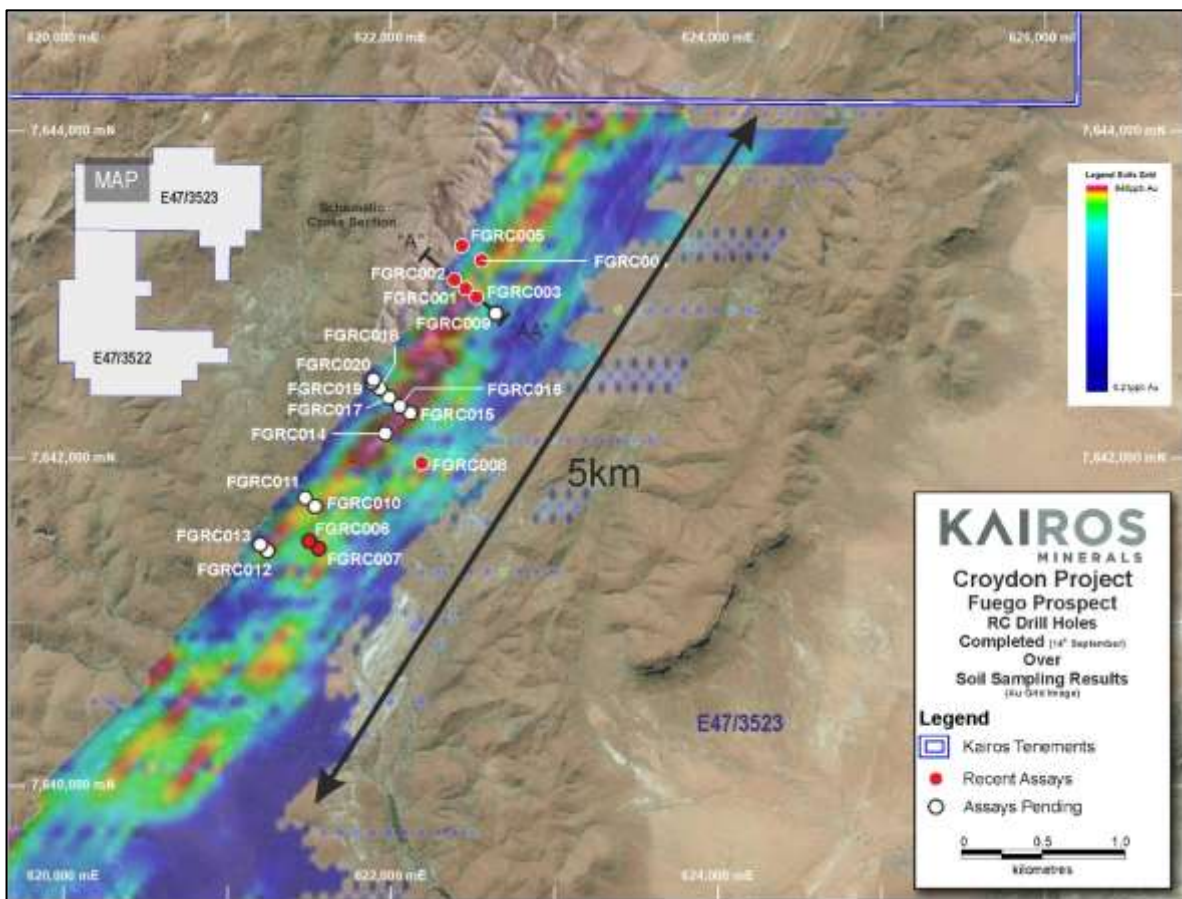 620,000 mE 622,000 mE 624,000 mE 626,000 mE
7,644,000 mN 7,644,000 mN
MAP
E47/3523
E47/3522
Schematic
Cross Section
"A"
"AA"
Legend Soils Grid
0.21ppb Au
FGRC005
FGRC002
FGRC001
FGRC003
FGRC009
FGRC018
FGRC020
FGRC019
FGRC016
FGRC017
FGRC015
FGRC014
7,642,000 mN 7,642,000 mN
FGRC008
5km
FGRC011
FGRC010
FGRC006
FGRC013
FGRC007
FGRC012
E47/3523
7,640,000 mN
620,000 mE 622,000 mE 624,000 mE
KAIROS
MINERALS
Croydon Project
Fuego Prospect
RC Drill Holes
Completed (14th September)
Over
Soil Sampling Results
(Au Grid Image)
Legend
Kairos Tenements
Recent Assays
Assays Pending
0 0.5 1.0
kilometres